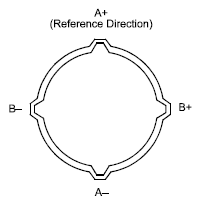 A+
(Reference Direction)
B–
B+
A–